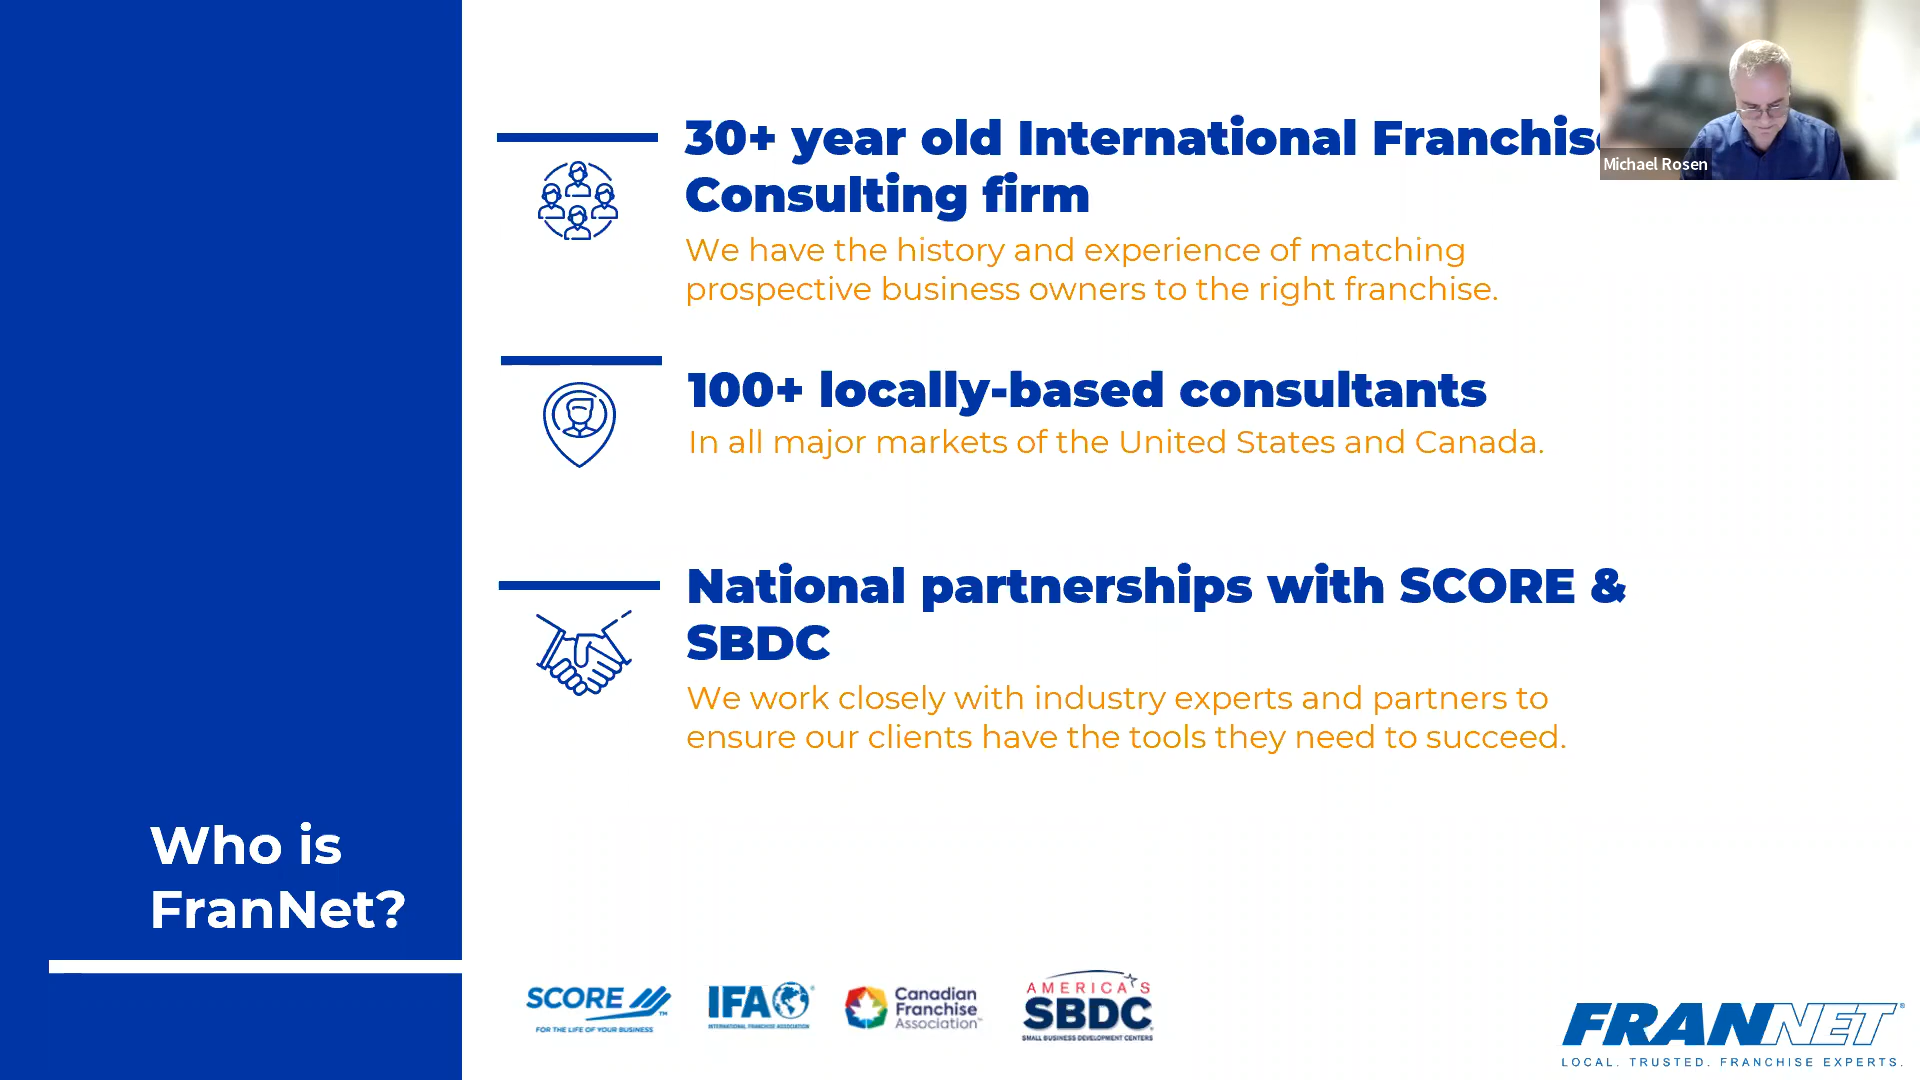 30+ year old International Franchise
Consulting firm
We have the history and experience of matching
prospective business owners to the right franchise.
Michael Rosen
100+ locally-based consultants
In all major markets of the United States and Canada.
National partnerships with SCORE &
SBDC
We work closely with industry experts and partners to
ensure our clients have the tools they need to succeed.
Who is
FranNet?
SCORE
FOR THE LIFE OF YOUR BUSINESS
IFA
INTERNATIONAL FRANCHISE ASSOCIATION
Canadian
Franchise
Association
AMERICA'S
SBDC
SMALL BUSINESS DEVELOPMENT CENTERS
FRANNET
LOCAL. TRUSTED. FRANCHISE EXPERTS.